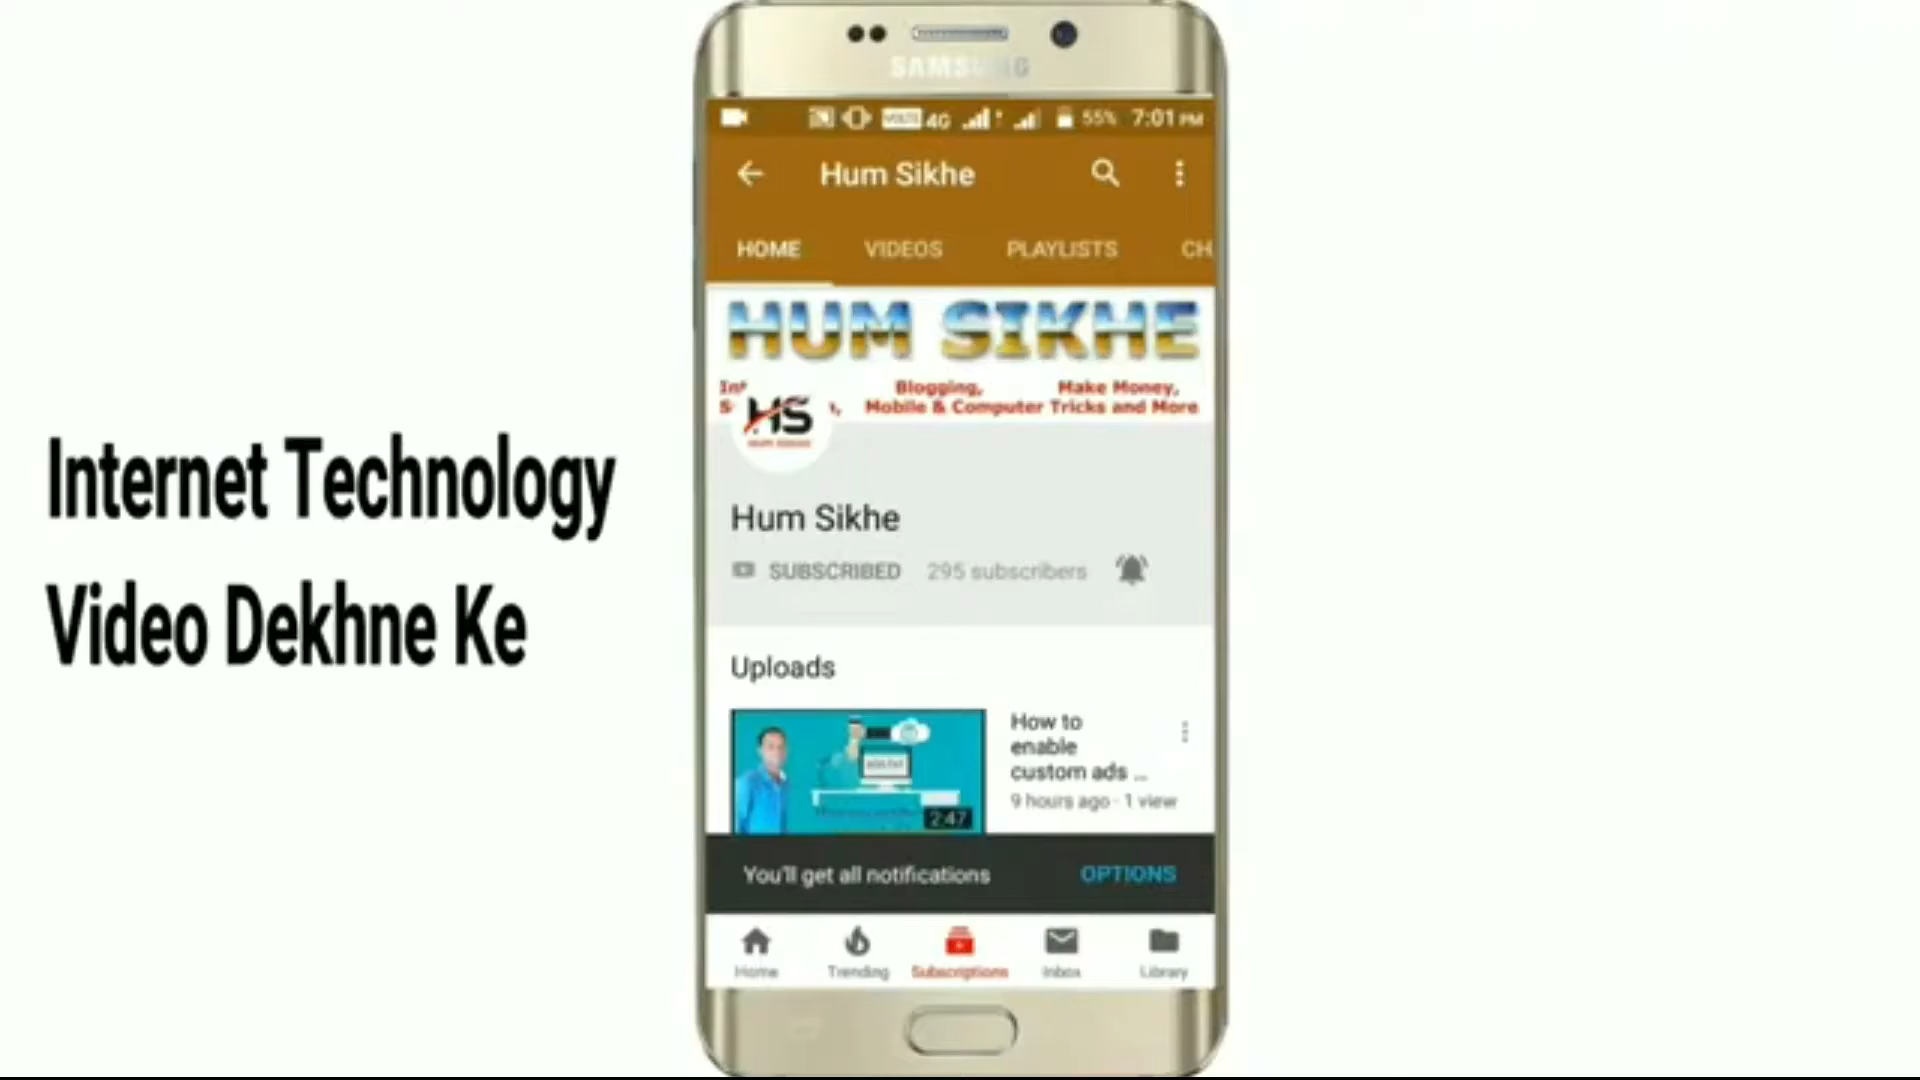 Internet Technology
Video Dekhne Ke
SAMSUNG
4G 55% 7:01 PM
Hum Sikhe
HOME VIDEOS PLAYLISTS CH
HUM SIKHE
Blogging, Make Money,
Mobile & Computer Tricks and More
HS
Hum Sikhe
SUBSCRIBED 295 subscribers
Uploads
How to
enable
custom ads ...
9 hours ago · 1 view
2:47
You'll get all notifications OPTIONS
Home Trending Subscriptions Inbox Library